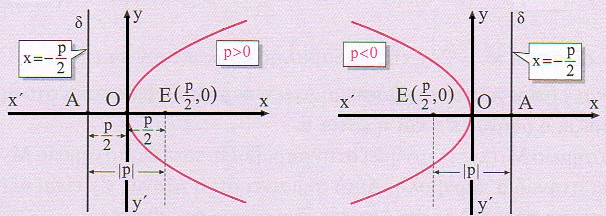 δ y
x=-p/2
p>0
x´ A O E(p/2,0) x
p/2 p/2
|p|
y´
y δ
p<0
x=-p/2
x´ E(p/2,0) O A x
|p|
y´